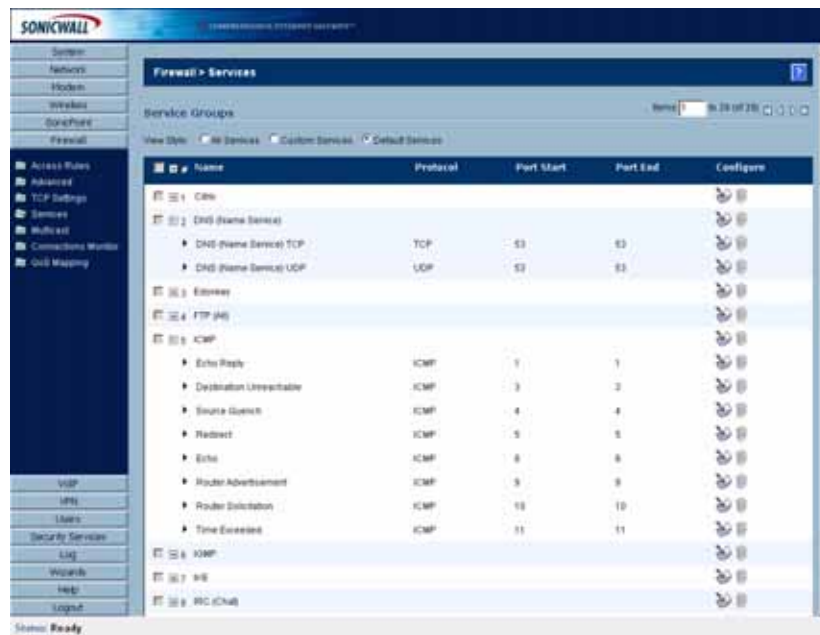 SONICWALL
COMPREHENSIVE INTERNET SECURITY™
System
Network
Modem
Wireless
SonicPoint
Firewall
Access Rules
Advanced
TCP Settings
Services
Multicast
Connections Monitor
QoS Mapping
VoIP
VPN
Users
Security Services
Log
Wizards
Help
Logout
Status: Ready
Firewall > Services
?
Service Groups
Items 1
View Style: All Services Custom Services Default Services
# Name Protocol Port Start Port End Configure
1 Citrix
2 DNS (Name Service)
DNS (Name Service) TCP TCP 53 53
DNS (Name Service) UDP UDP 53 53
3 Edonkey
4 FTP (All)
5 ICMP
Echo Reply ICMP 1 1
Destination Unreachable ICMP 3 3
Source Quench ICMP 4 4
Redirect ICMP 5 5
Echo ICMP 8 8
Router Advertisement ICMP 9 9
Router Solicitation ICMP 10 10
Time Exceeded ICMP 11 11
6 IGMP
7 IKE
8 IRC (Chat)